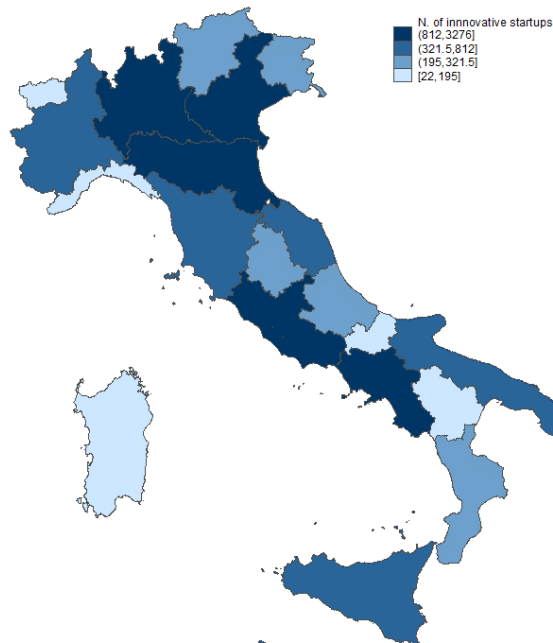 N. of innnovative startups
(812,3276]
(321.5,812]
(195,321.5]
[22,195]